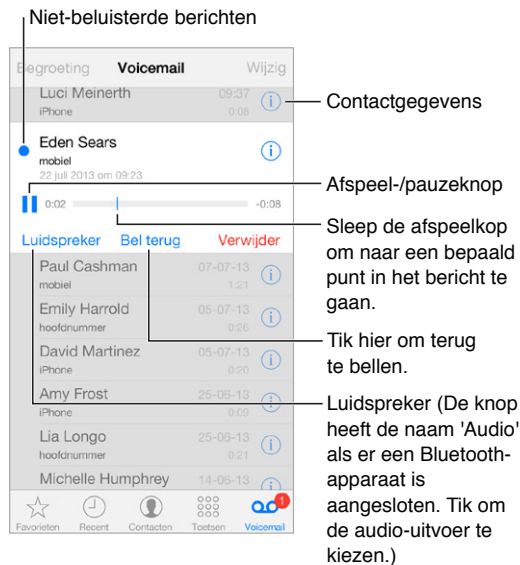 Niet-beluisterde berichten
Begroeting Voicemail Wijzig
Luci Meinerth 09:37
iPhone 0:08
Contactgegevens
Eden Sears
mobiel
22 juli 2013 om 09:23
Afspeel-/pauzeknop
0:02 -0:08
Sleep de afspeelkop
om naar een bepaald
punt in het bericht te
gaan.
Luidspreker Bel terug Verwijder
Paul Cashman 07-07-13
mobiel 1:21
Emily Harrold 05-07-13
hoofdnummer 0:26
Tik hier om terug
te bellen.
David Martinez 05-07-13
iPhone 0:20
Amy Frost 25-06-13
iPhone 0:09
Luidspreker (De knop
heeft de naam 'Audio'
als er een Bluetooth-
apparaat is
aangesloten. Tik om
de audio-uitvoer te
kiezen.)
Lia Longo 25-06-13
hoofdnummer 0:21
Michelle Humphrey 14-06-13
1
Favorieten Recent Contacten Toetsen Voicemail